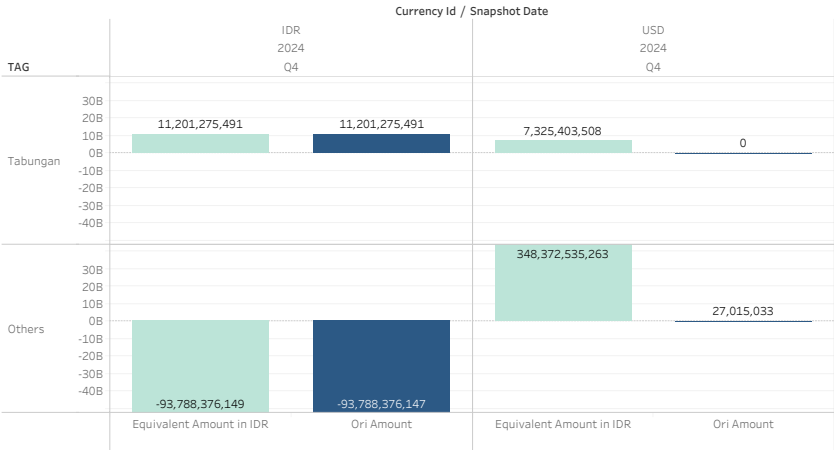 Currency Id / Snapshot Date
IDR USD
2024 2024
TAG Q4 Q4
30B
20B
10B
0B
-10B
-20B
-30B
-40B
Tabungan
11,201,275,491 11,201,275,491 7,325,403,508 0
30B
20B
10B
0B
-10B
-20B
-30B
-40B
Others
348,372,535,263
27,015,033
-93,788,376,149 -93,788,376,147
Equivalent Amount in IDR Ori Amount Equivalent Amount in IDR Ori Amount